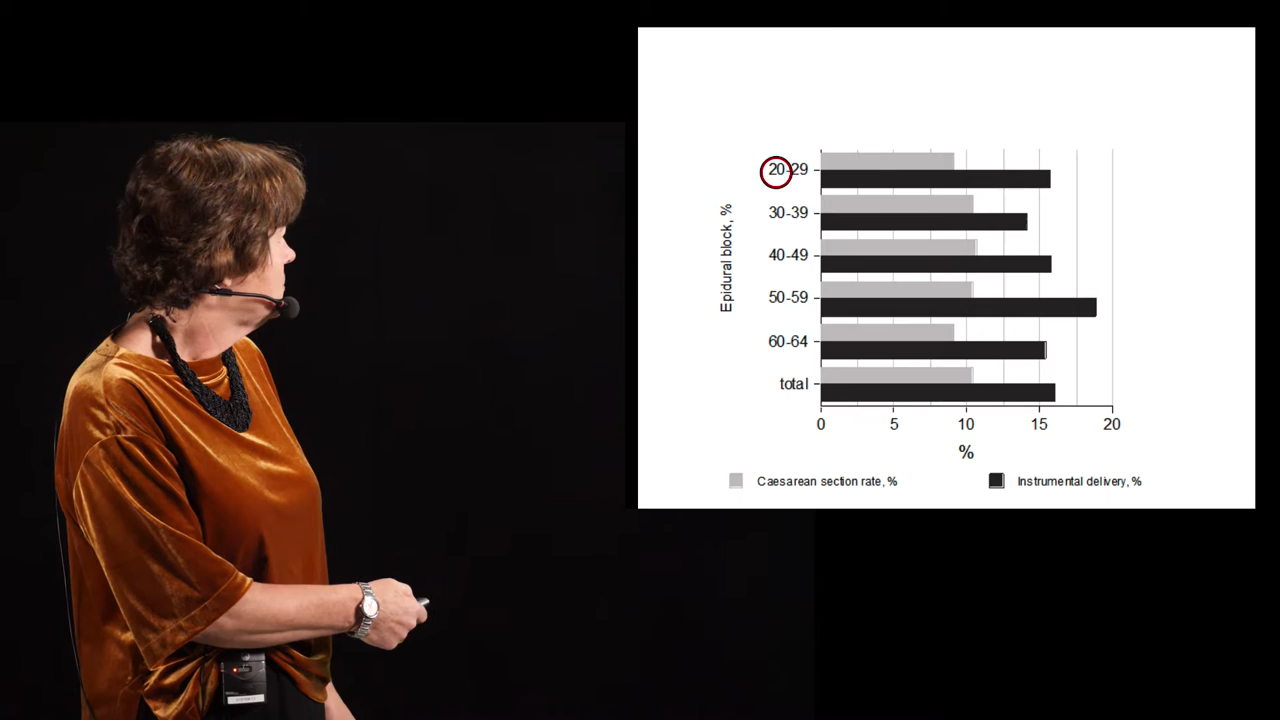 Epidural block, %
20-29
30-39
40-49
50-59
60-64
total
0 5 10 15 20
%
Caesarean section rate, % Instrumental delivery, %